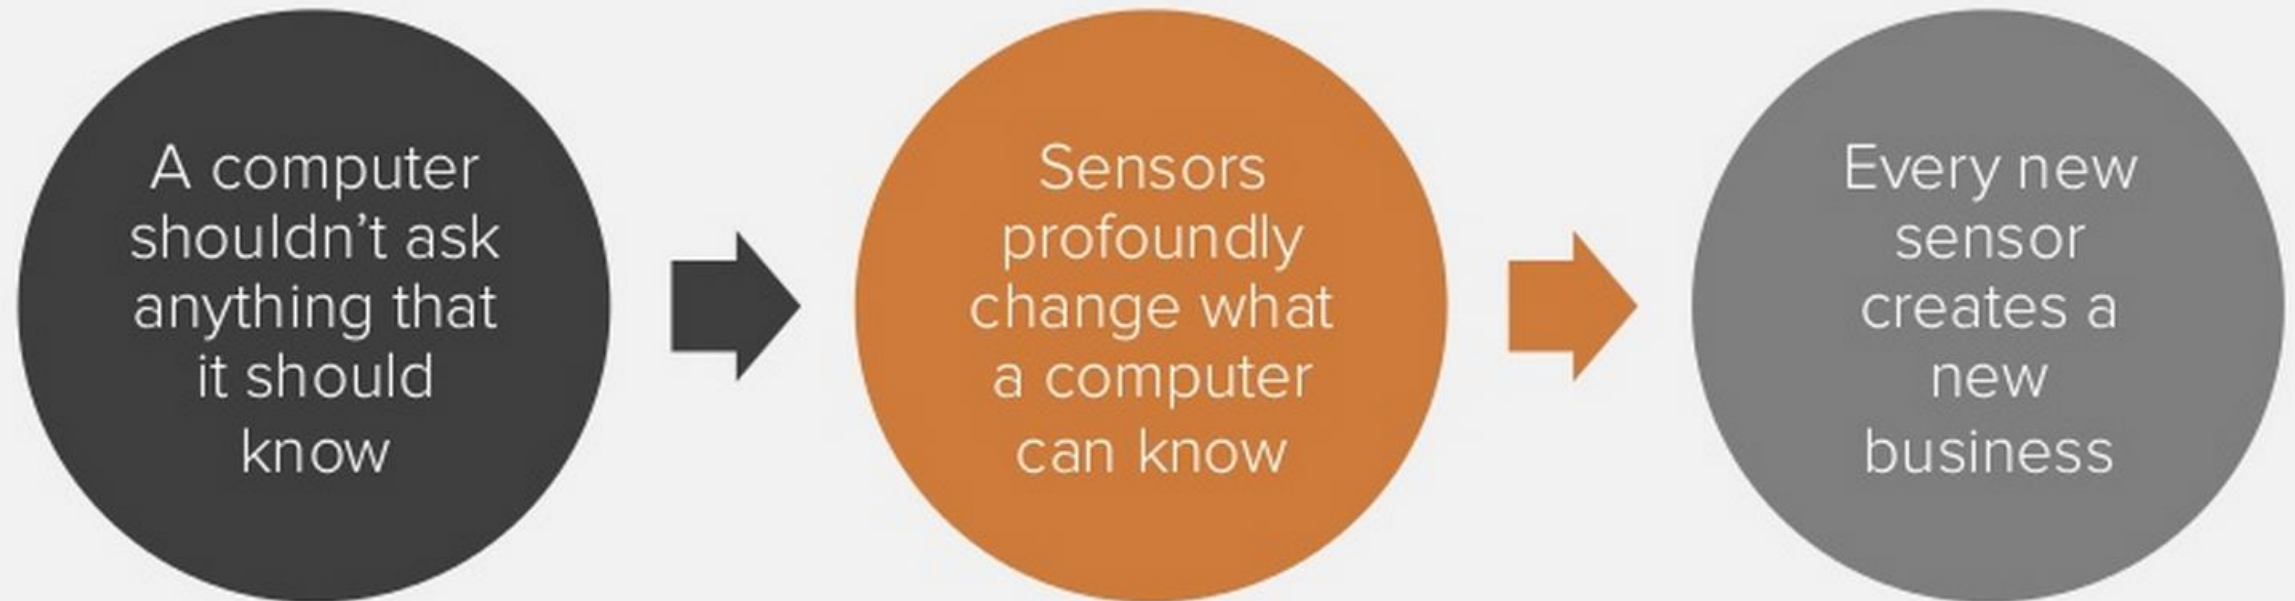 A computer
shouldn’t ask
anything that
it should
know
Sensors
profoundly
change what
a computer
can know
Every new
sensor
creates a
new
business